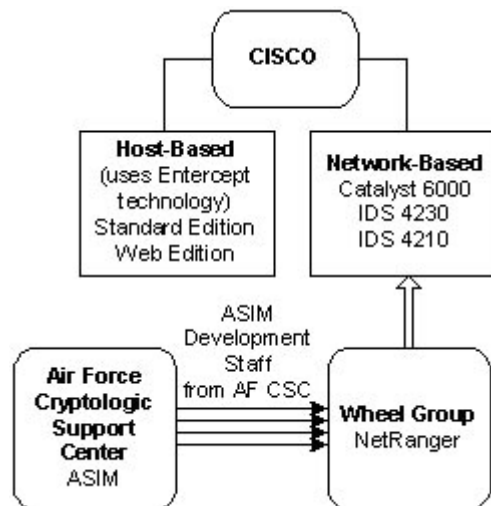 CISCO
Host-Based
(uses Entercept
technology)
Standard Edition
Web Edition
Network-Based
Catalyst 6000
IDS 4230
IDS 4210
ASIM
Development
Staff
from AF CSC
Air Force
Cryptologic
Support
Center
ASIM
Wheel Group
NetRanger